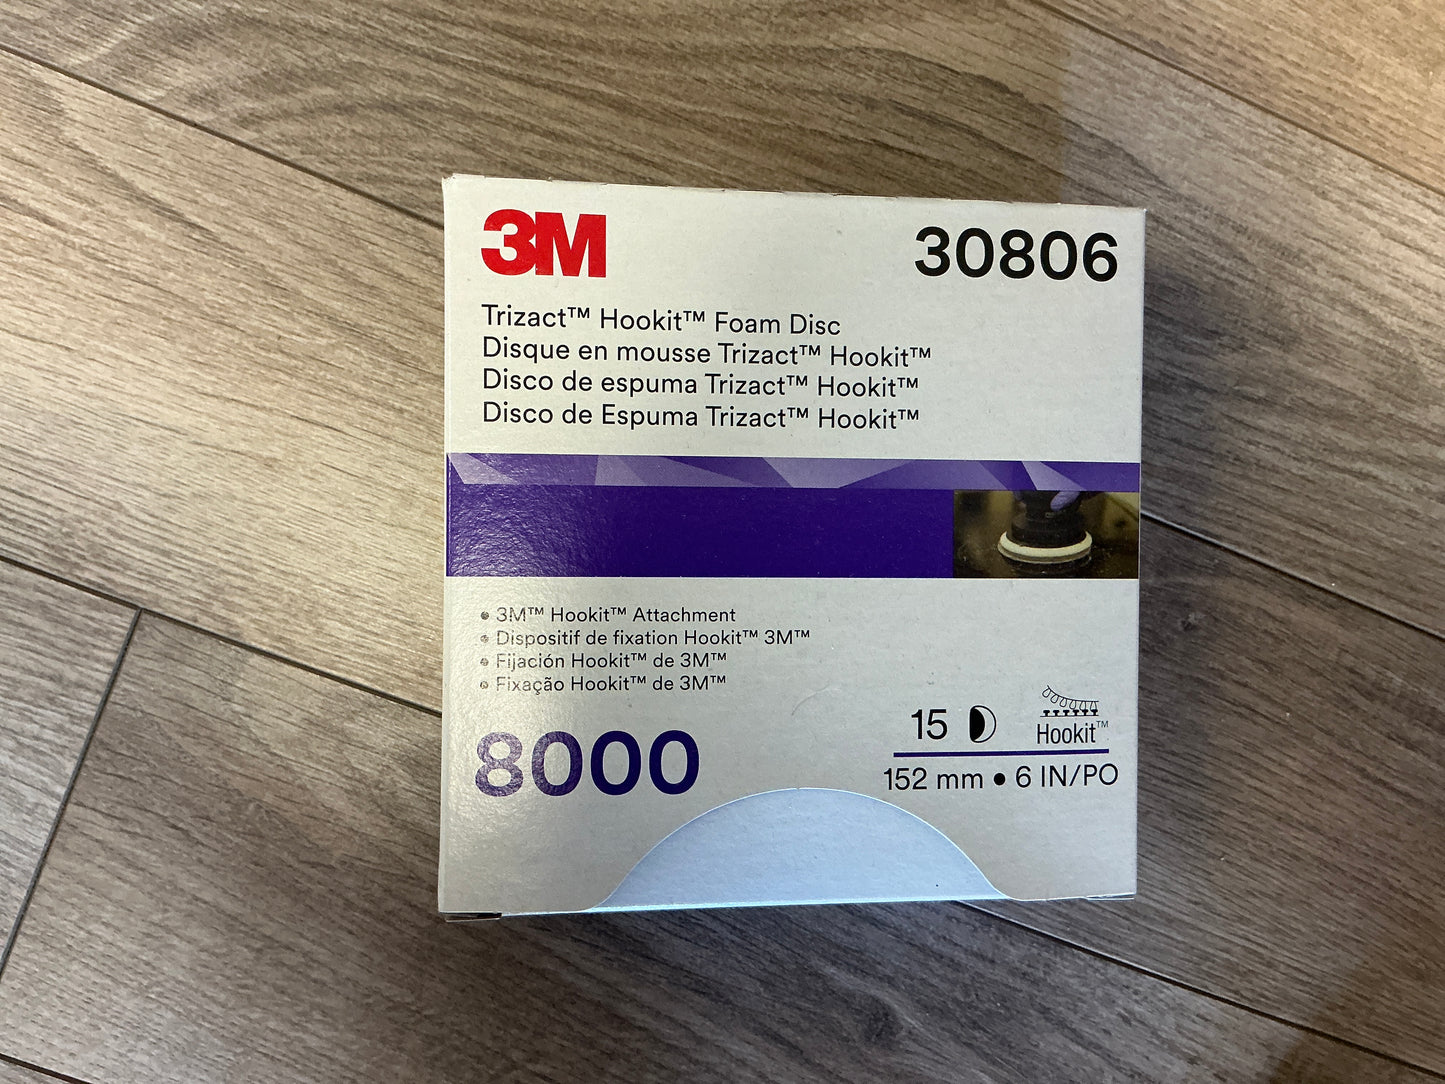 3M
30806
Trizact™ Hookit™ Foam Disc
Disque en mousse Trizact™ Hookit™
Disco de espuma Trizact™ Hookit™
Disco de Espuma Trizact™ Hookit™
• 3M™ Hookit™ Attachment
• Dispositif de fixation Hookit™ 3M™
• Fijación Hookit™ de 3M™
• Fixação Hookit™ de 3M™
8000
15
Hookit™
152 mm • 6 IN/PO